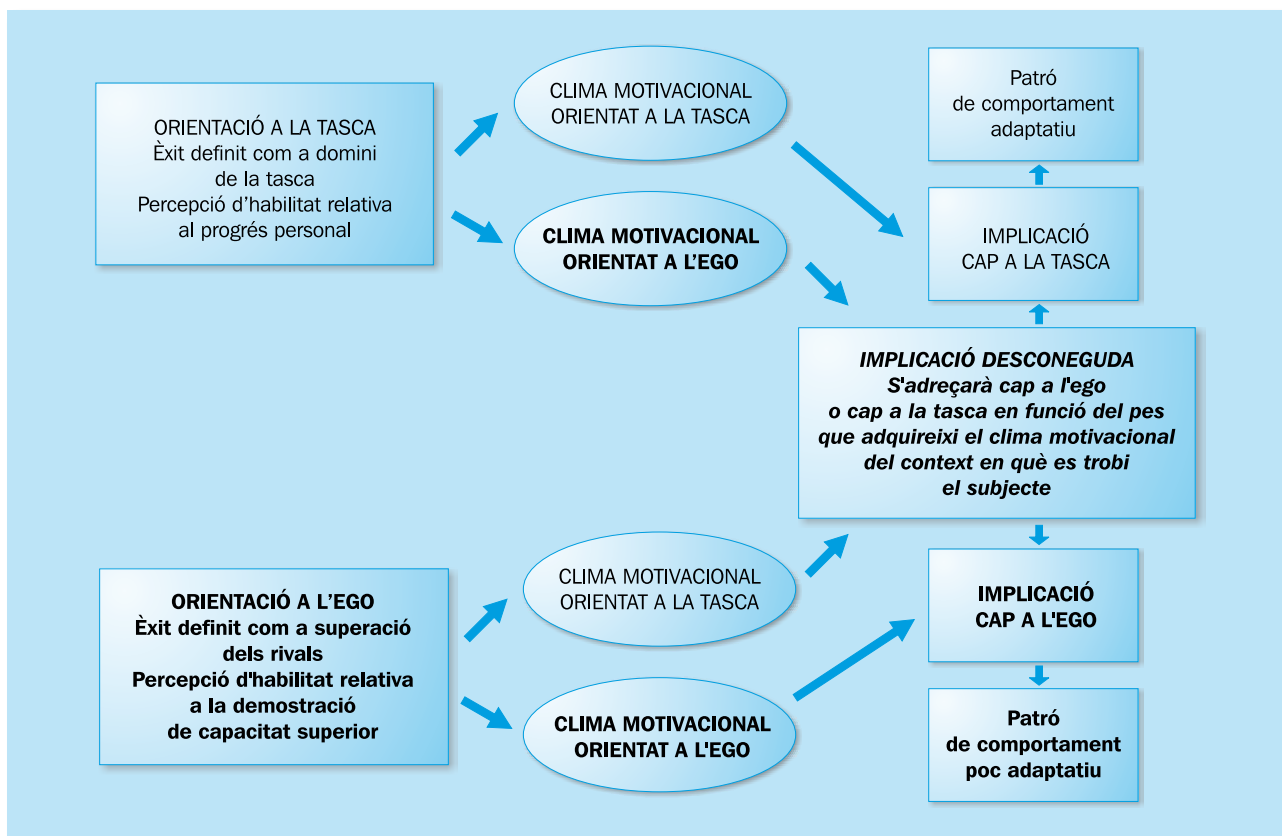 ORIENTACIÓ A LA TASCA
Èxit definit com a domini
de la tasca
Percepció d'habilitat relativa
al progrés personal
CLIMA MOTIVACIONAL
ORIENTAT A LA TASCA
CLIMA MOTIVACIONAL
ORIENTAT A L'EGO
Patró
de comportament
adaptatiu
IMPLICACIÓ
CAP A LA TASCA
IMPLICACIÓ DESCONEGUDA
S'adreçarà cap a l'ego
o cap a la tasca en funció del pes
que adquireixi el clima motivacional
del context en què es trobi
el subjecte
ORIENTACIÓ A L'EGO
Èxit definit com a superació
dels rivals
Percepció d'habilitat relativa
a la demostració
de capacitat superior
CLIMA MOTIVACIONAL
ORIENTAT A LA TASCA
CLIMA MOTIVACIONAL
ORIENTAT A L'EGO
IMPLICACIÓ
CAP A L'EGO
Patró
de comportament
poc adaptatiu